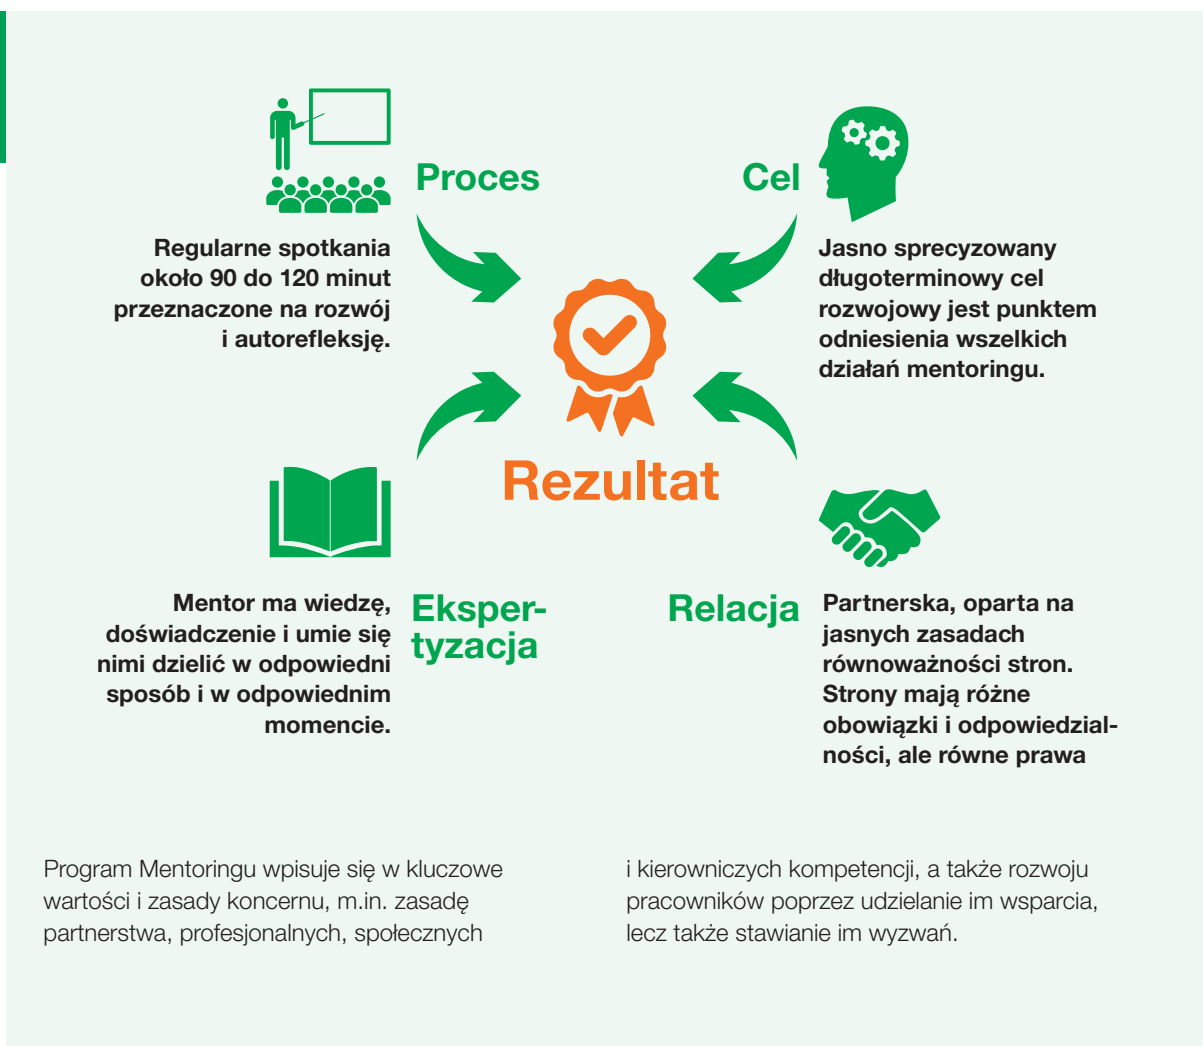 Proces
Regularne spotkania
około 90 do 120 minut
przeznaczone na rozwój
i autorefleksję.
Cel
Jasno sprecyzowany
długoterminowy cel
rozwojowy jest punktem
odniesienia wszelkich
działań mentoringu.
Rezultat
Mentor ma wiedzę,
doświadczenie i umie się
nimi dzielić w odpowiedni
sposób i w odpowiednim
momencie.
Eksper-
tyzacja
Relacja
Partnerska, oparta na
jasnych zasadach
równoważności stron.
Strony mają różne
obowiązki i odpowiedzial-
ności, ale równe prawa
Program Mentoringu wpisuje się w kluczowe
wartości i zasady koncernu, m.in. zasadę
partnerstwa, profesjonalnych, społecznych
i kierowniczych kompetencji, a także rozwoju
pracowników poprzez udzielanie im wsparcia,
lecz także stawianie im wyzwań.